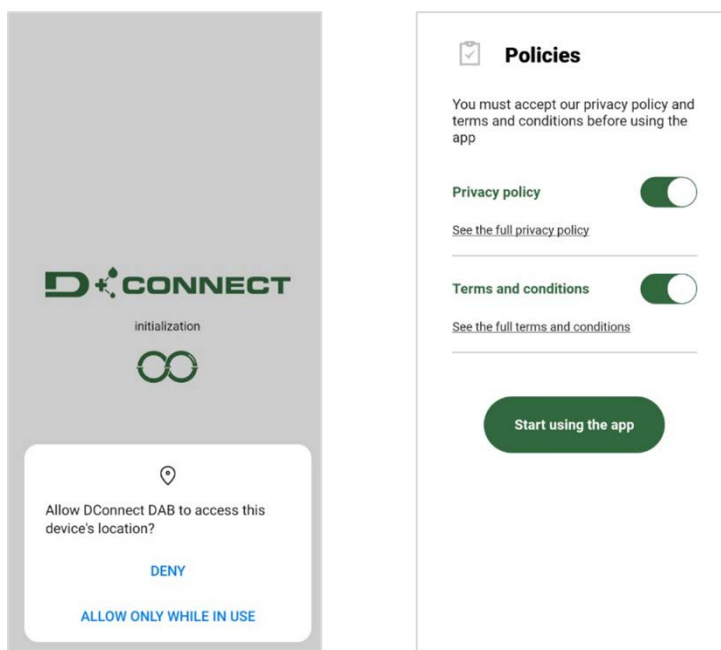 D+CONNECT
initialization
Allow DConnect DAB to access this
device's location?
DENY
ALLOW ONLY WHILE IN USE
Policies
You must accept our privacy policy and
terms and conditions before using the
app
Privacy policy
See the full privacy policy
Terms and conditions
See the full terms and conditions
Start using the app